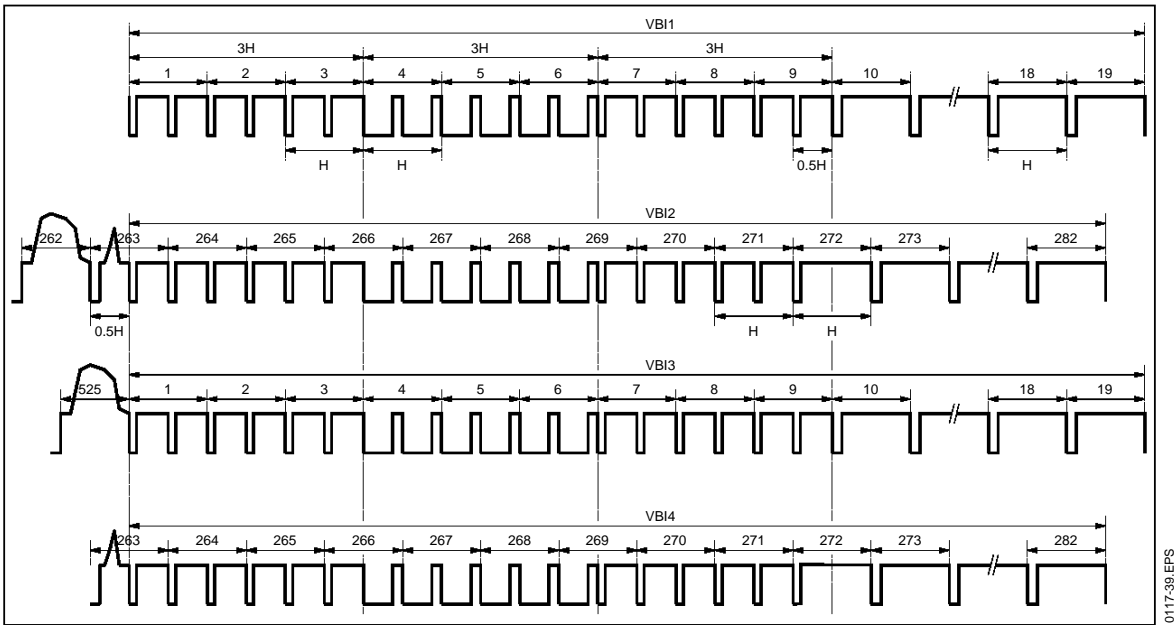 VBI1
3H 3H 3H
1 2 3 4 5 6 7 8 9 10 18 19
H H 0.5H H
VBI2
262 263 264 265 266 267 268 269 270 271 272 273 282
0.5H H H
VBI3
525 1 2 3 4 5 6 7 8 9 10 18 19
VBI4
263 264 265 266 267 268 269 270 271 272 273 282
0117-39.EPS